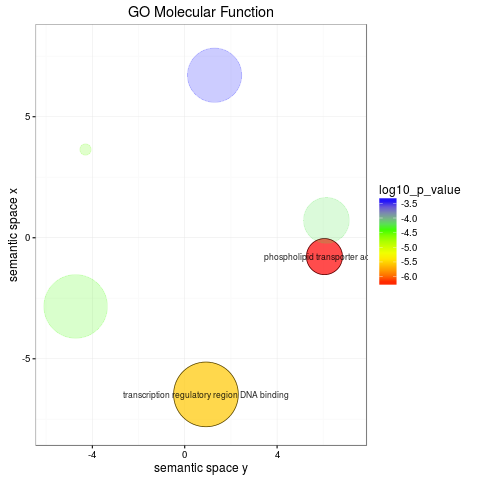 GO Molecular Function
semantic space x
5
0
-5
phospholipid transporter ac
transcription regulatory region DNA binding
-4
0
4
semantic space y
log10_p_value
-3.5
-4.0
-4.5
-5.0
-5.5
-6.0